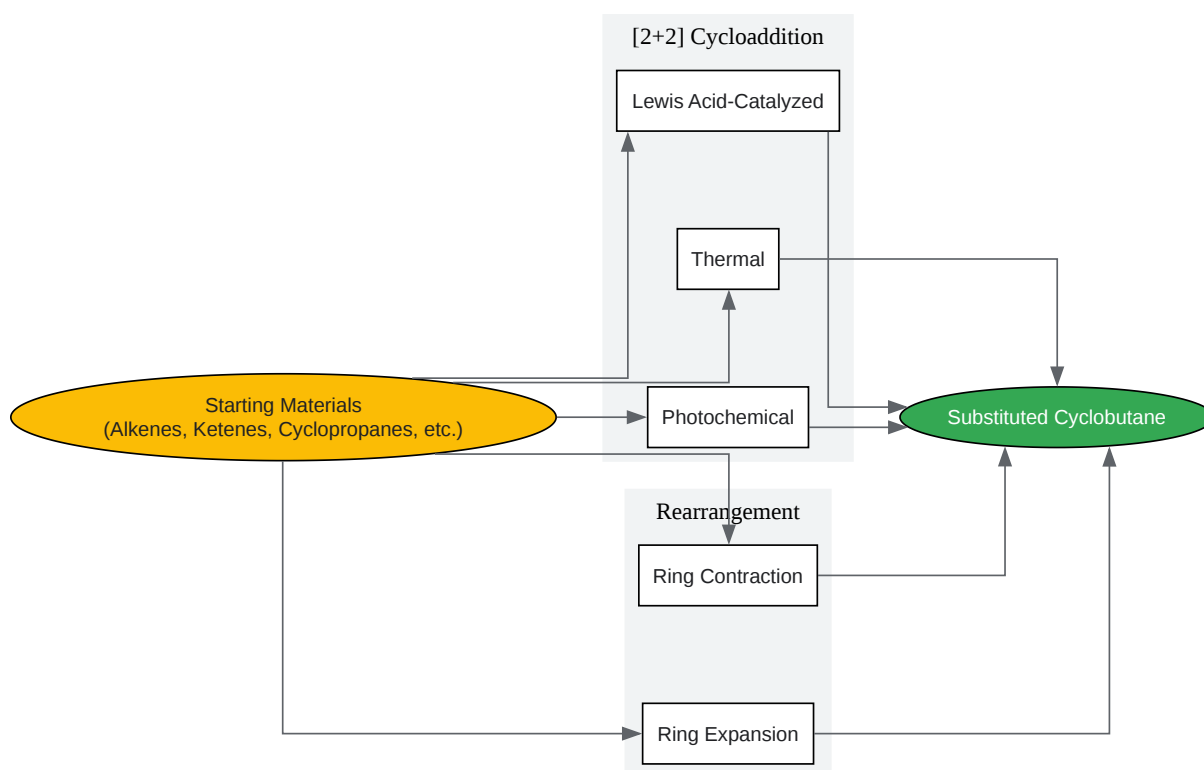 [2+2] Cycloaddition
Lewis Acid-Catalyzed
Thermal
Starting Materials
(Alkenes, Ketenes, Cyclopropanes, etc.)
Photochemical
Substituted Cyclobutane
Rearrangement
Ring Contraction
Ring Expansion